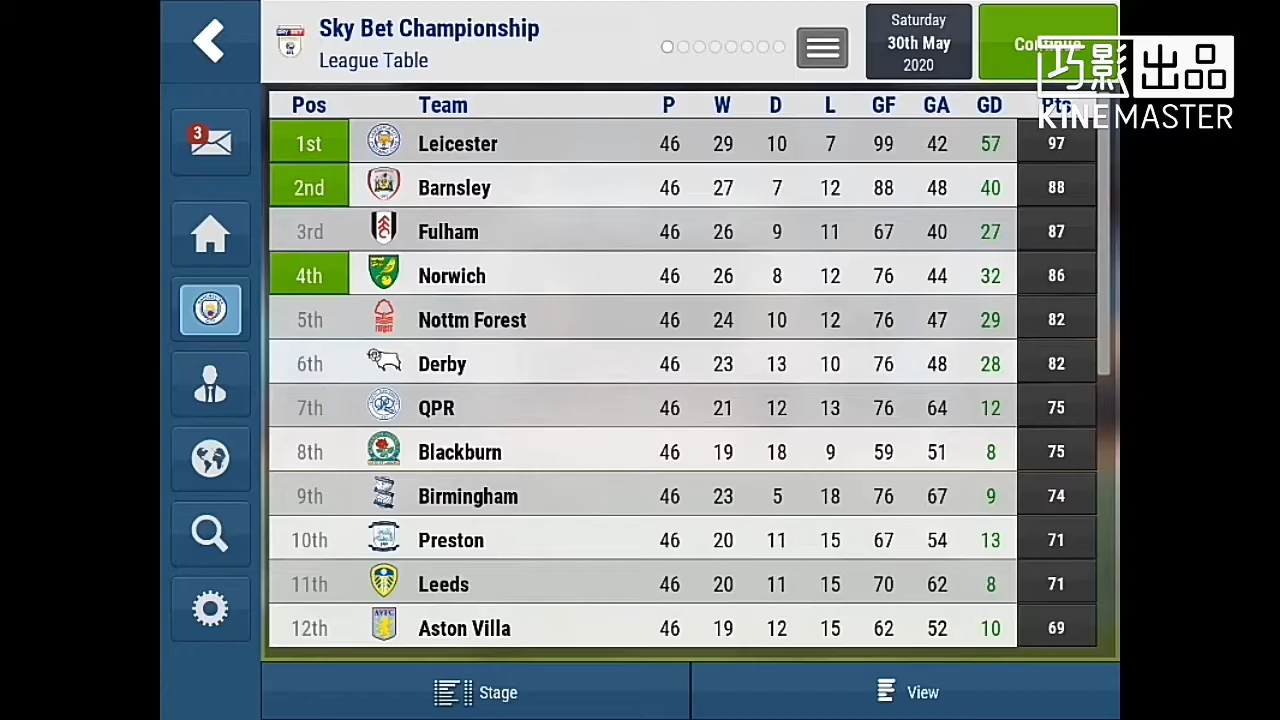 Sky Bet Championship
League Table
Saturday
30th May
2020
巧影出品
KINEMASTER
Pos Team P W D L GF GA GD Pts
3
1st Leicester 46 29 10 7 99 42 57 97
2nd Barnsley 46 27 7 12 88 48 40 88
3rd Fulham 46 26 9 11 67 40 27 87
4th Norwich 46 26 8 12 76 44 32 86
5th Nottm Forest 46 24 10 12 76 47 29 82
6th Derby 46 23 13 10 76 48 28 82
7th QPR 46 21 12 13 76 64 12 75
8th Blackburn 46 19 18 9 59 51 8 75
9th Birmingham 46 23 5 18 76 67 9 74
10th Preston 46 20 11 15 67 54 13 71
11th Leeds 46 20 11 15 70 62 8 71
12th Aston Villa 46 19 12 15 62 52 10 69
Stage
View